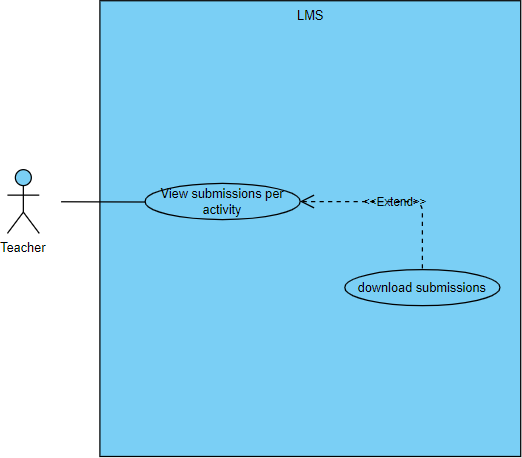 LMS
View submissions per
activity
<<Extend>>
Teacher
download submissions